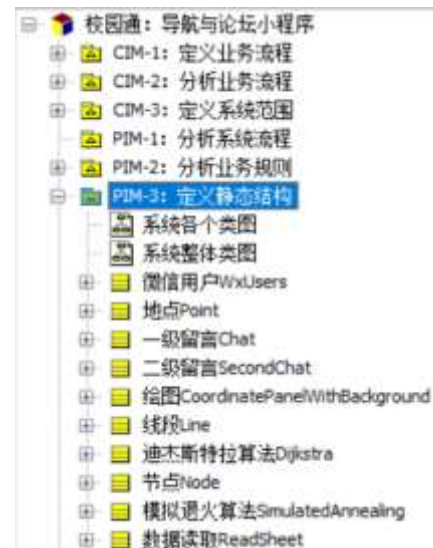 校园通：导航与论坛小程序
CIM-1：定义业务流程
CIM-2：分析业务流程
CIM-3：定义系统范围
PIM-1：分析系统流程
PIM-2：分析业务规则
PIM-3：定义静态结构
系统各个类图
系统整体类图
微信用户WxUsers
地点Point
一级留言Chat
二级留言SecondChat
绘图CoordinatePanelWithBackground
线段Line
迪杰斯特拉算法Dijkstra
节点Node
模拟退火算法SimulatedAnnealing
数据读取ReadSheet